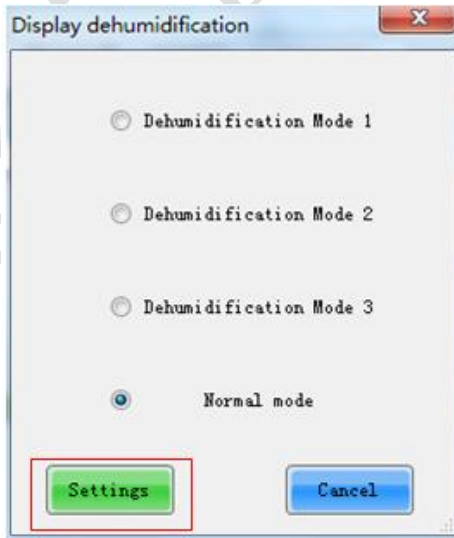 Display dehumidification
Dehumidification Mode 1
Dehumidification Mode 2
Dehumidification Mode 3
Normal mode
Settings Cancel